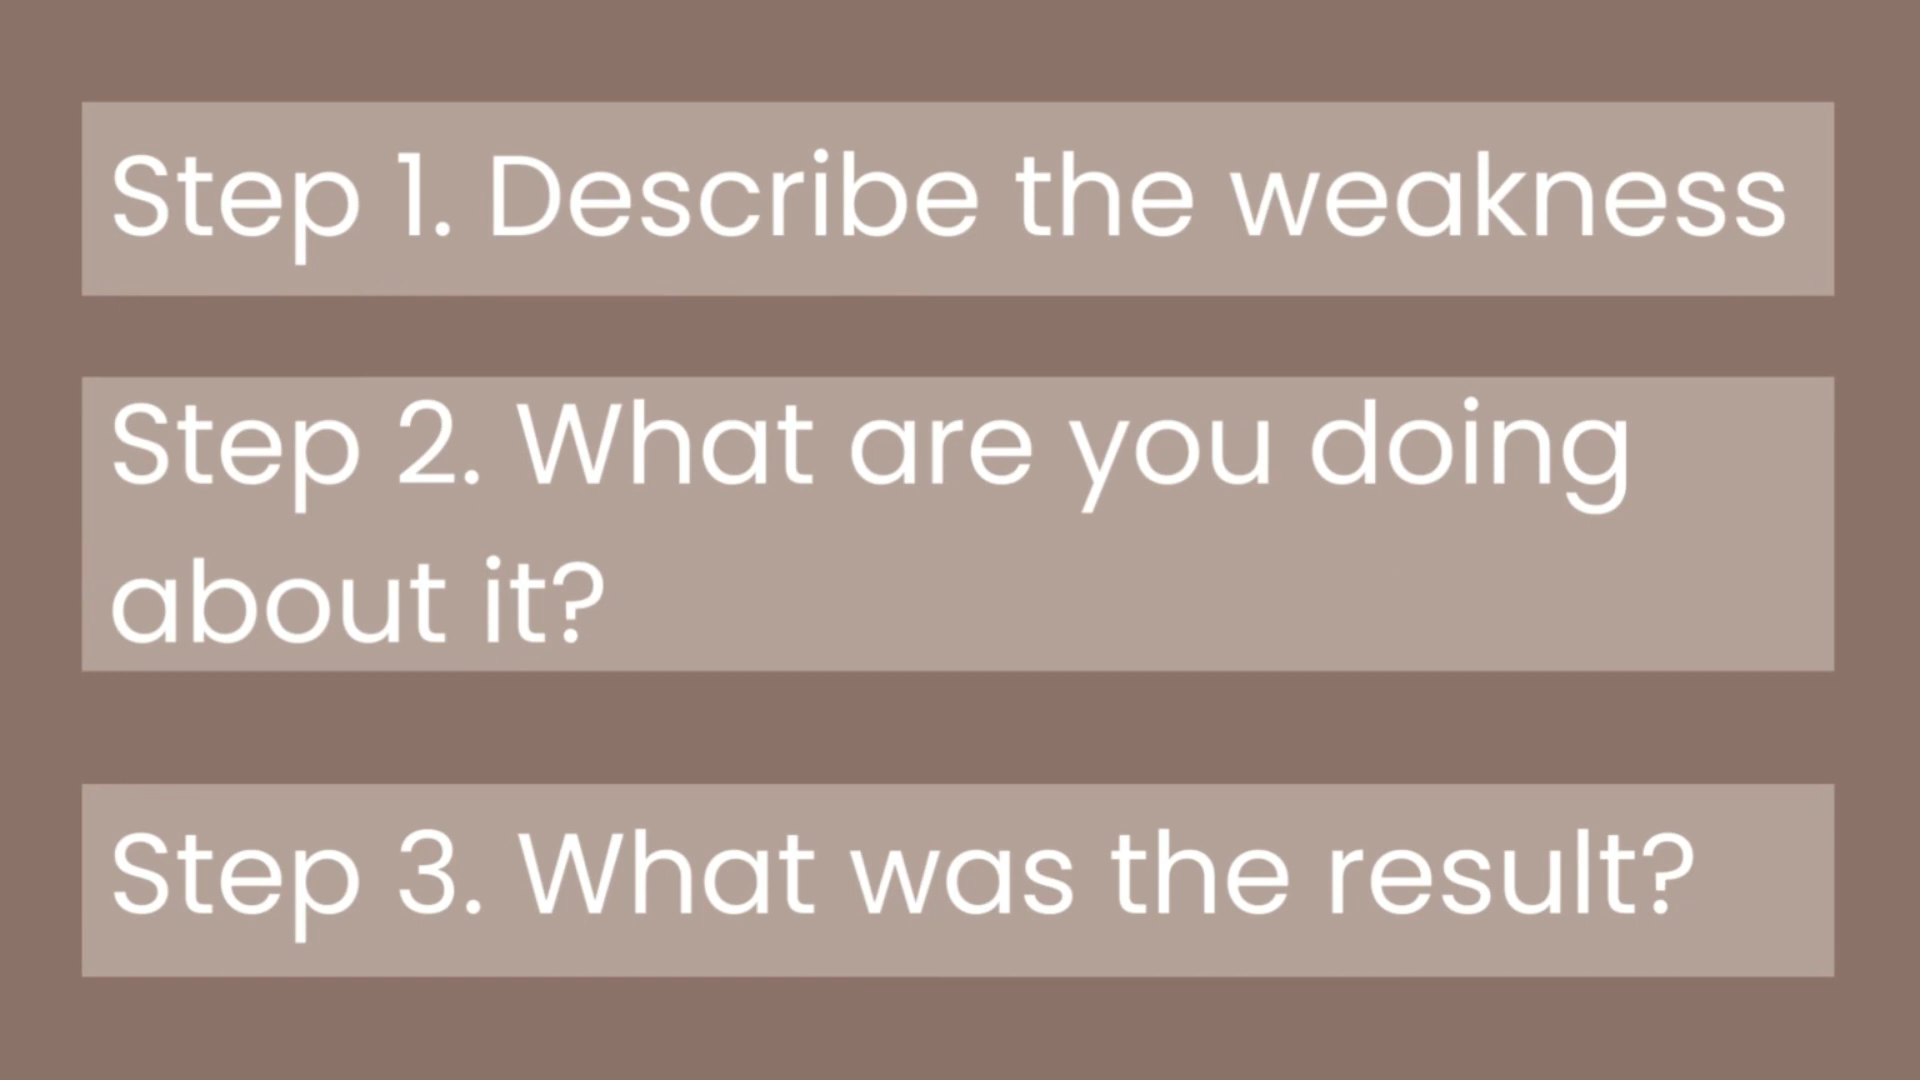 Step 1. Describe the weakness
Step 2. What are you doing
about it?
Step 3. What was the result?